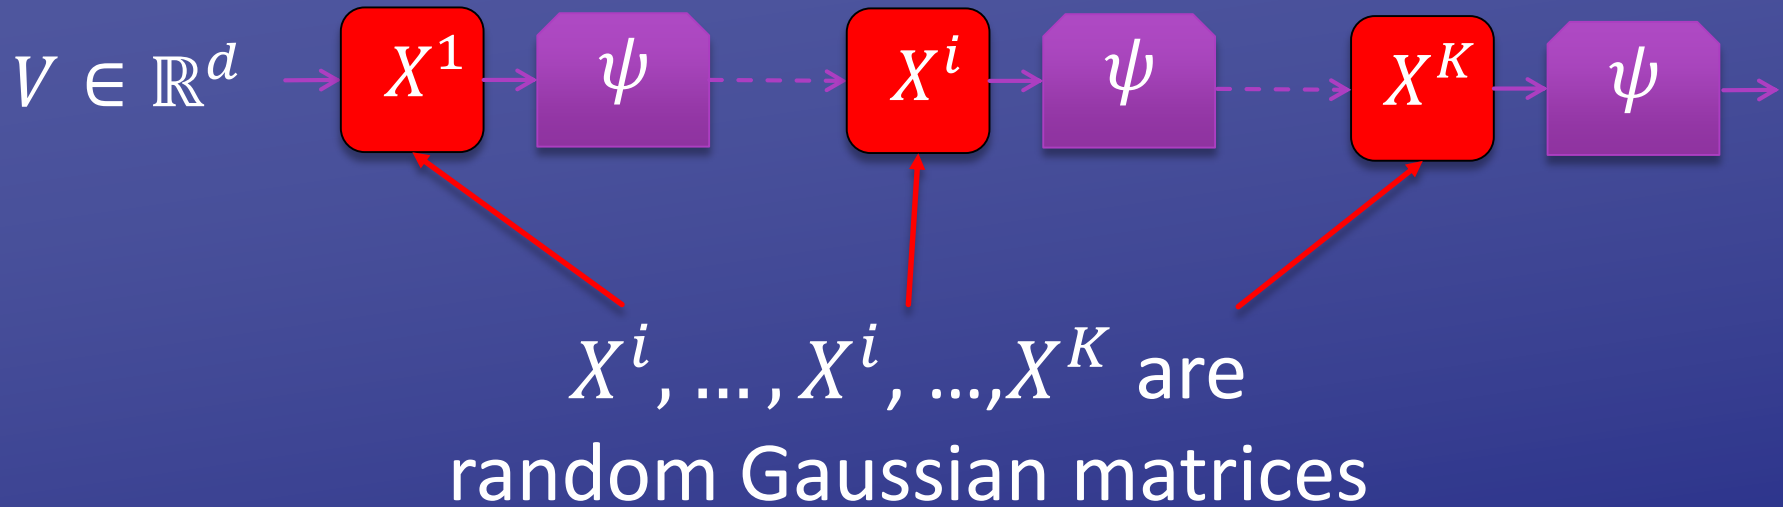 V ∈ ℝ^d X^1 ψ X^i ψ X^K ψ
X^i, … , X^i, …,X^K are
random Gaussian matrices